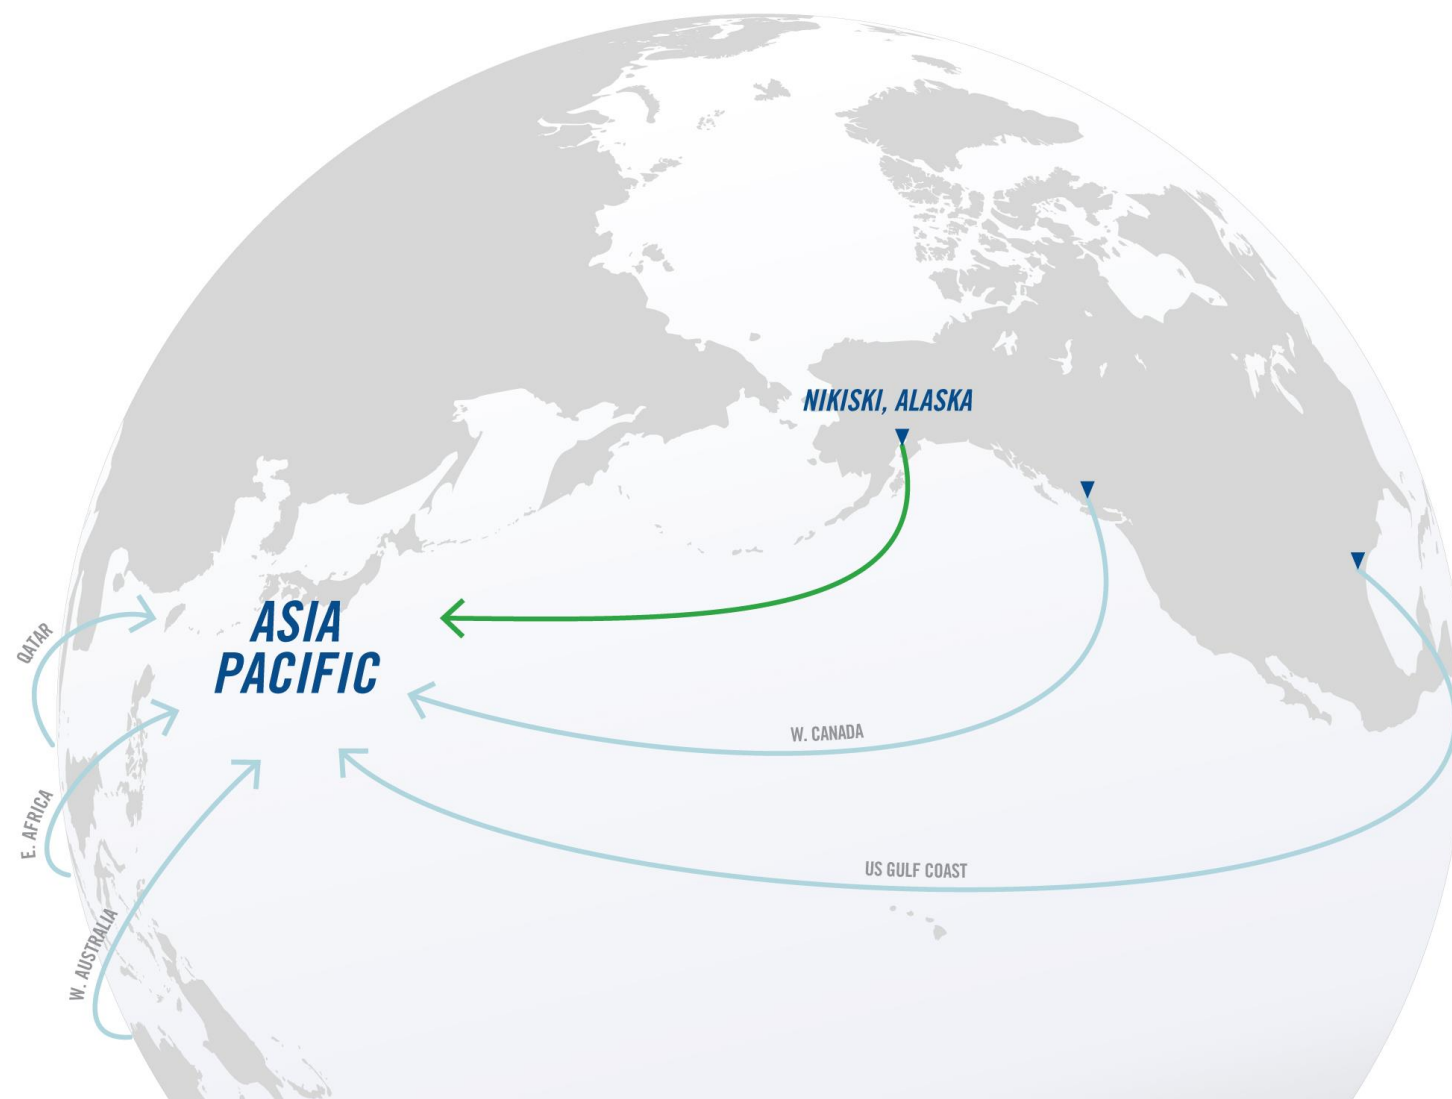 NIKISKI, ALASKA
ASIA
PACIFIC
QATAR
W. CANADA
E. AFRICA
US GULF COAST
W. AUSTRALIA